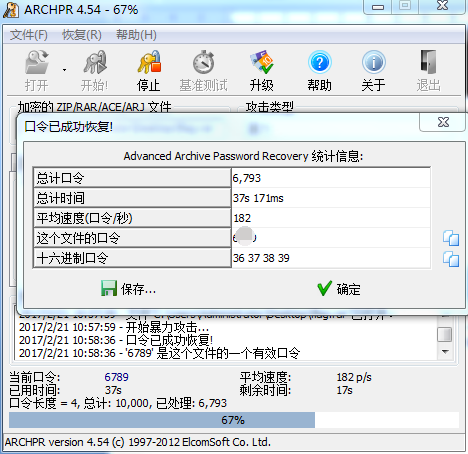 ARCHPR 4.54 - 67%
文件(F) 恢复(R) 帮助(H)
打开 开始! 停止 基准测试 升级 帮助 关于 退出
加密的 ZIP/RAR/ACE/ARJ 文件 攻击类型
口令已成功恢复!
Advanced Archive Password Recovery 统计信息:
总计口令 6,793
总计时间 37s 171ms
平均速度(口令/秒) 182
这个文件的口令
十六进制口令 36 37 38 39
保存... 确定
2017/2/21 10:57:59 - 开始暴力攻击...
2017/2/21 10:58:36 - 口令已成功恢复!
2017/2/21 10:58:36 - '6789' 是这个文件的一个有效口令
当前口令: 6789 平均速度: 182 p/s
已用时间: 37s 剩余时间: 17s
口令长度 = 4, 总计: 10,000, 已处理: 6,793
67%
ARCHPR version 4.54 (c) 1997-2012 ElcomSoft Co. Ltd.